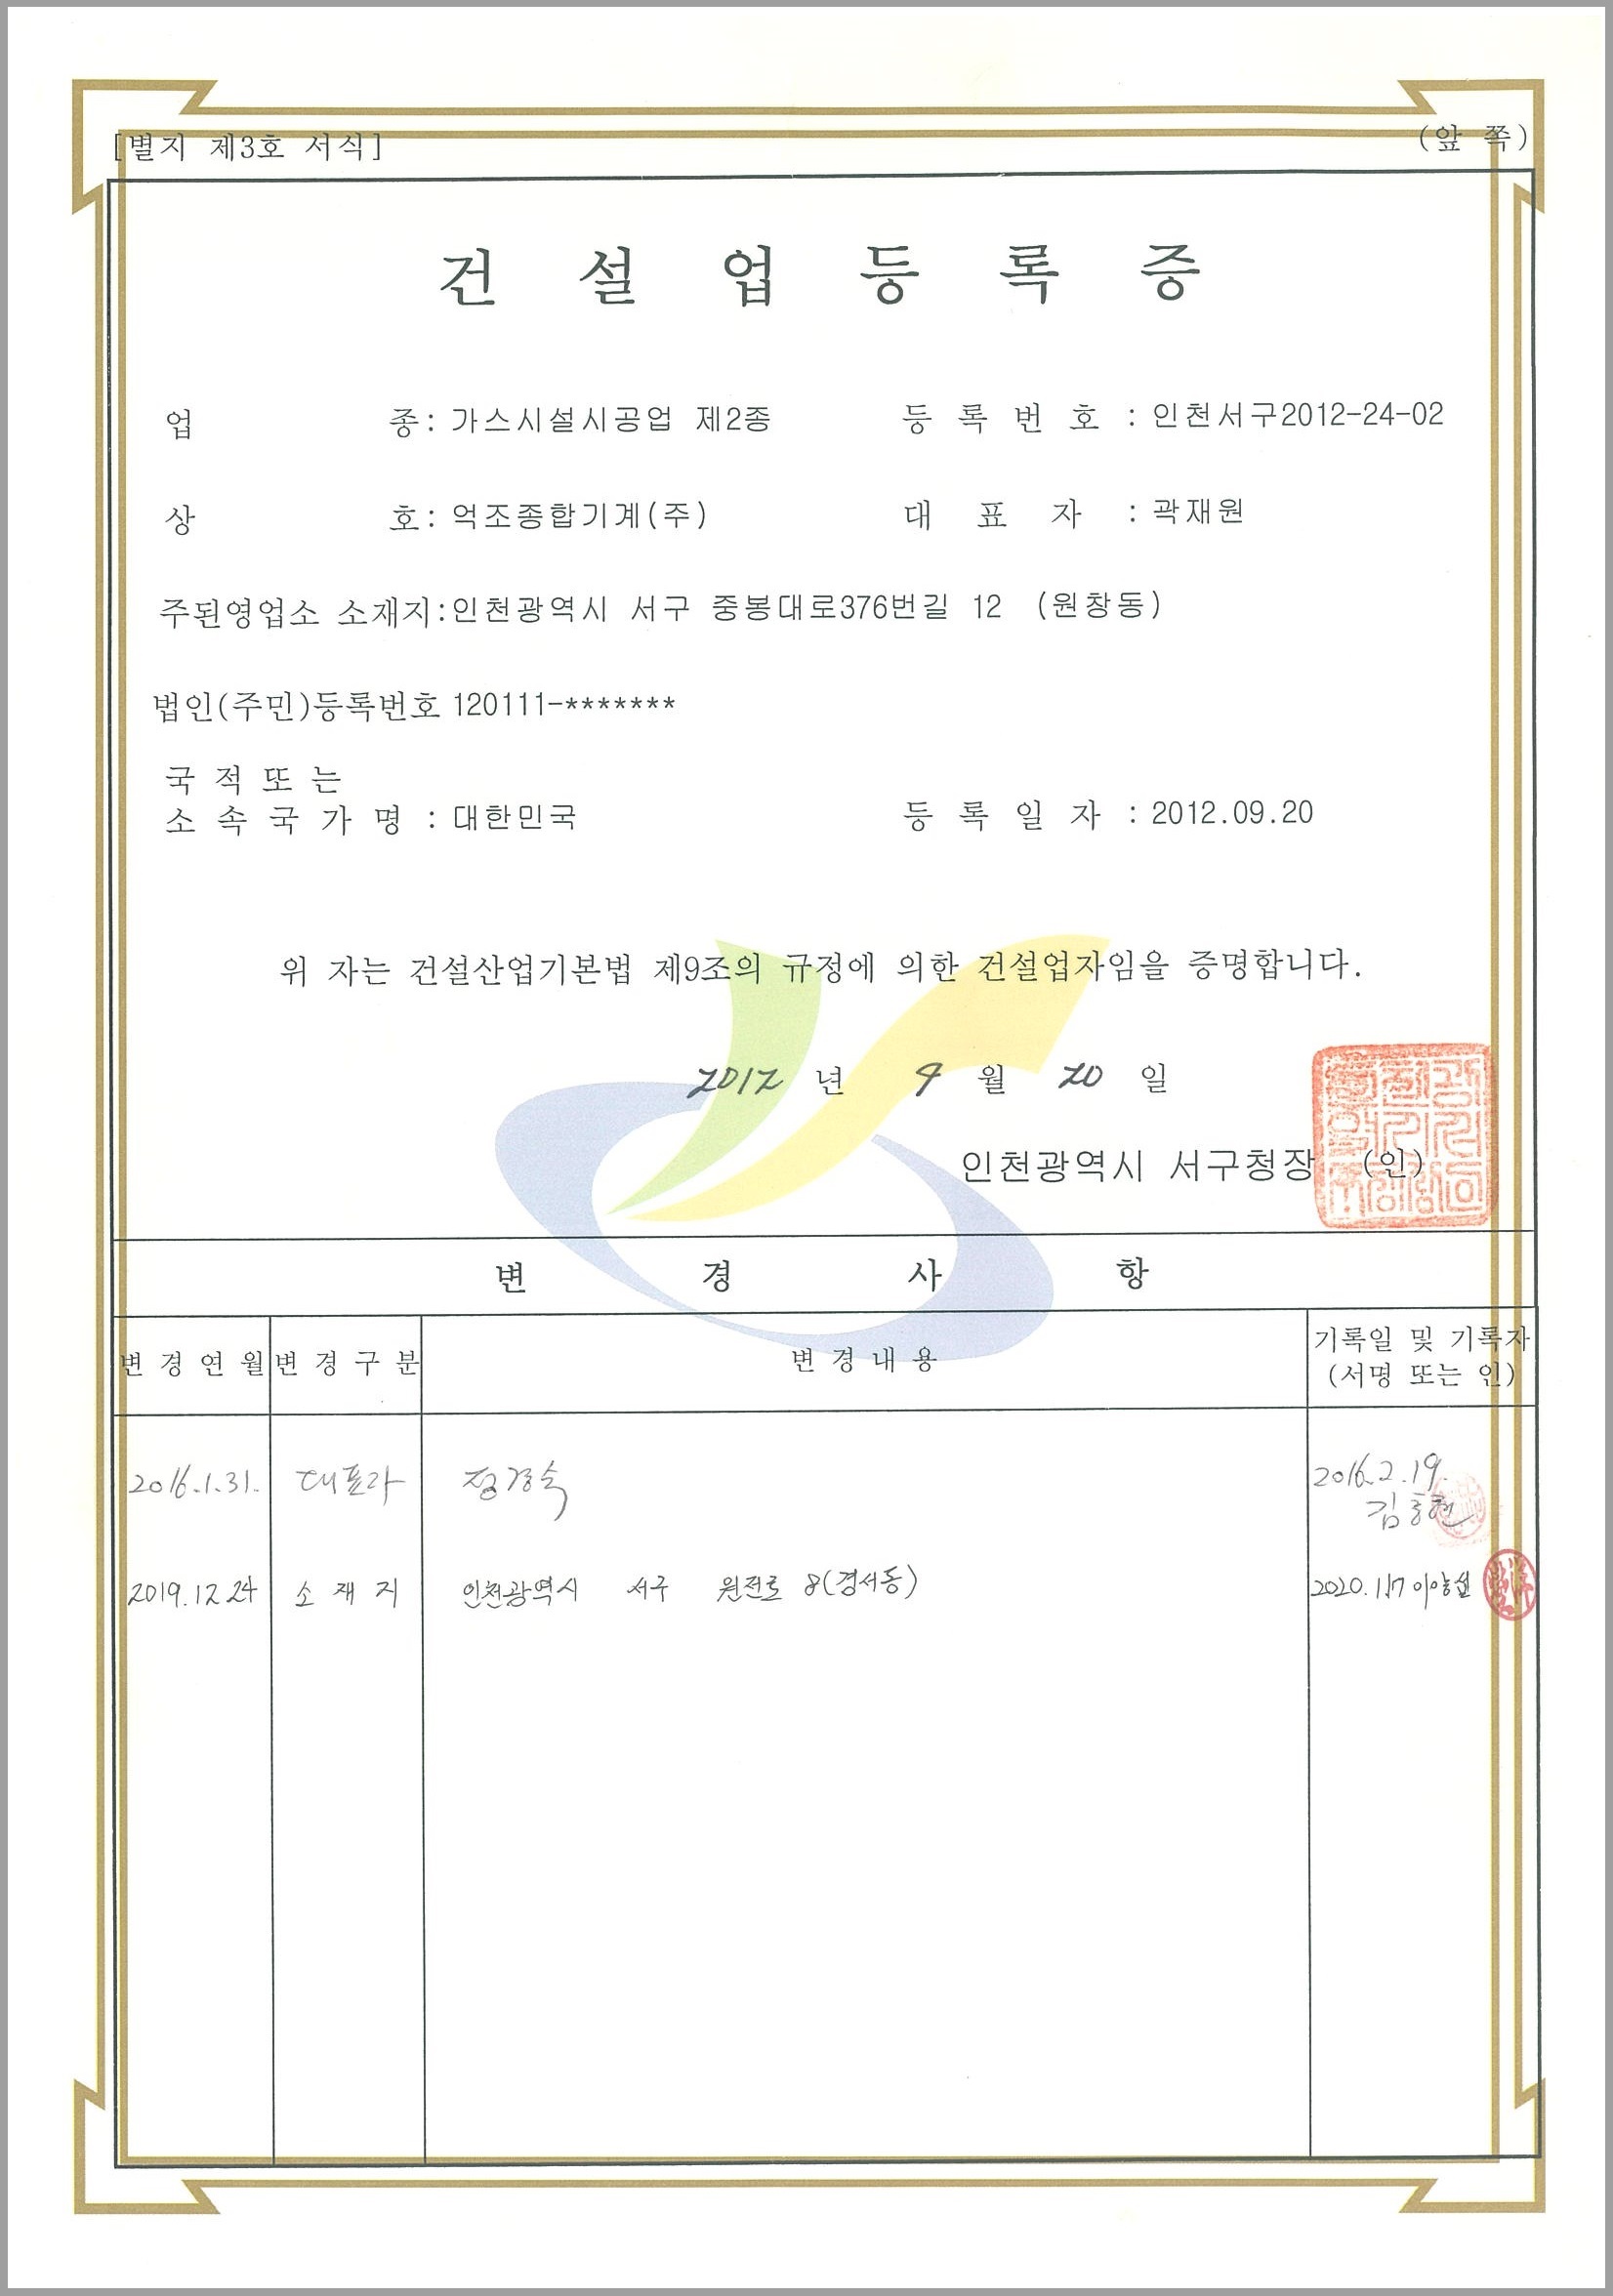 [별지 제3호 서식]
(앞 쪽)
건 설 업 등 록 증
업 종: 가스시설시공업 제2종 등 록 번 호 : 인천서구2012-24-02
상 호: 억조종합기계(주) 대 표 자 : 곽재원
주된영업소 소재지:인천광역시 서구 중봉대로376번길 12 (원창동)
법인(주민)등록번호 120111-*******
국 적 또 는
소 속 국 가 명 : 대한민국 등 록 일 자 : 2012.09.20
위 자는 건설산업기본법 제9조의 규정에 의한 건설업자임을 증명합니다.
2012 년 9 월 20 일
인천광역시 서구청장 (인)
변 경 사 항
변 경 연 월 변 경 구 분 변 경 내 용 기록일 및 기록자
(서명 또는 인)
2016.1.31. 대표자 정경숙 2016.2.19.
2019.12.24 소 재 지 인천광역시 서구 원전로 8(경서동) 2020.1.17